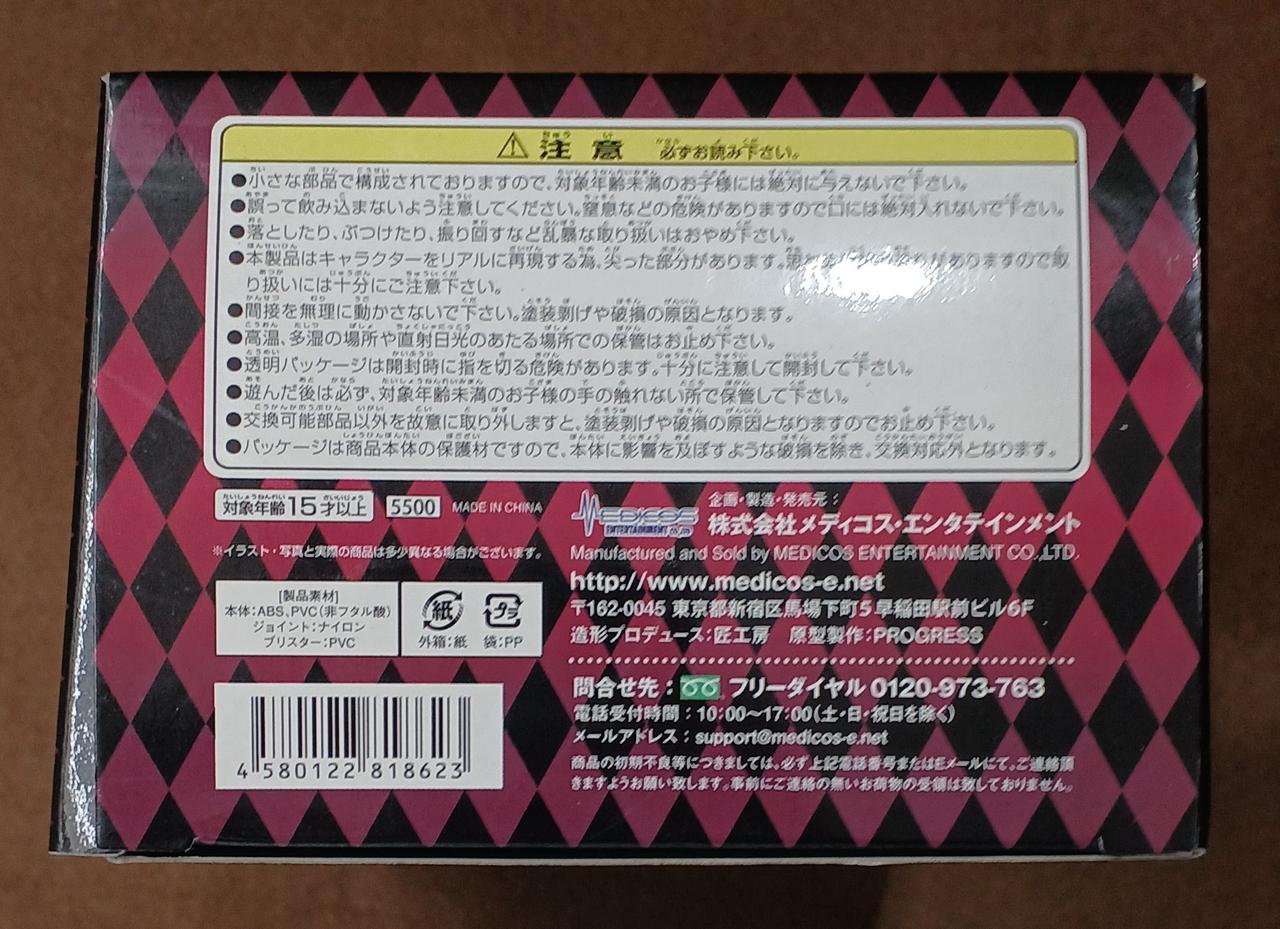 ⚠ 注意 必ずお読み下さい。
●小さな部品で構成されておりますので、対象年齢未満のお子様には絶対に与えないで下さい。
●誤って飲み込まないよう注意してください。窒息などの危険がありますので口には絶対入れないで下さい。
●落としたり、ぶつけたり、振り回すなど乱暴な取り扱いはおやめ下さい。
●本製品はキャラクターをリアルに再現する為、尖った部分があります。がありますので取
り扱いには十分にご注意下さい。
●間接を無理に動かさないで下さい。塗装剥げや破損の原因となります。
●高温、多湿の場所や直射日光のあたる場所での保管はお止め下さい。
●透明パッケージは開封時に指を切る危険があります。十分に注意して開封して下さい。
●遊んだ後は必ず、対象年齢未満のお子様の手の触れない所で保管して下さい。
●交換可能部品以外を故意に取り外しますと、塗装剥げや破損の原因となりますのでお止め下さい。
●パッケージは商品本体の保護材ですので、本体に影響を及ぼすような破損を除き、交換対応外となります。
対象年齢15才以上 5500 MADE IN CHINA
※イラスト・写真と実際の商品は多少異なる場合がございます。
[製品素材]
本体:ABS、PVC(非フタル酸)
ジョイント:ナイロン
ブリスター:PVC
紙 プラ
外箱:紙 袋:PP
4 580122 818623
MEDICOS
ENTERTAINMENT CO.,LTD
企画・製造・発売元:
株式会社メディコス・エンタテインメント
Manufactured and Sold by MEDICOS ENTERTAINMENT CO.,LTD.
http://www.medicos-e.net
〒162-0045 東京都新宿区馬場下町5 早稲田駅前ビル6F
造形プロデュース:匠工房 原型製作:PROGRESS
問合せ先: フリーダイヤル 0120-973-763
電話受付時間:10:00~17:00(土・日・祝日を除く)
メールアドレス:support@medicos-e.net
商品の初期不良等につきましては、必ず上記電話番号またはEメールにて、ご連絡頂
きますようお願い致します。事前にご連絡の無いお荷物の受領は致しておりません。